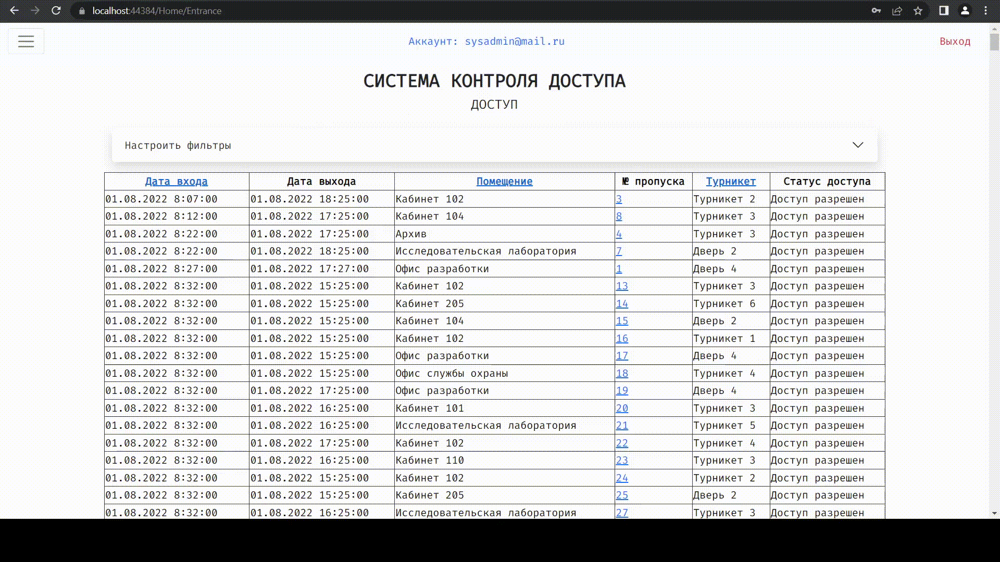 localhost:44384/Home/Entrance
Аккаунт: sysadmin@mail.ru Выход
СИСТЕМА КОНТРОЛЯ ДОСТУПА
ДОСТУП
Настроить фильтры
Дата входа Дата выхода Помещение № пропуска Турникет Статус доступа
01.08.2022 8:07:00 01.08.2022 18:25:00 Кабинет 102 3 Турникет 2 Доступ разрешен
01.08.2022 8:12:00 01.08.2022 17:25:00 Кабинет 104 8 Турникет 3 Доступ разрешен
01.08.2022 8:22:00 01.08.2022 17:25:00 Архив 4 Турникет 3 Доступ разрешен
01.08.2022 8:22:00 01.08.2022 18:25:00 Исследовательская лаборатория 7 Дверь 2 Доступ разрешен
01.08.2022 8:27:00 01.08.2022 17:27:00 Офис разработки 1 Дверь 4 Доступ разрешен
01.08.2022 8:32:00 01.08.2022 15:25:00 Кабинет 102 13 Турникет 3 Доступ разрешен
01.08.2022 8:32:00 01.08.2022 15:25:00 Кабинет 205 14 Турникет 6 Доступ разрешен
01.08.2022 8:32:00 01.08.2022 15:25:00 Кабинет 104 15 Дверь 2 Доступ разрешен
01.08.2022 8:32:00 01.08.2022 15:25:00 Кабинет 102 16 Турникет 1 Доступ разрешен
01.08.2022 8:32:00 01.08.2022 15:25:00 Офис разработки 17 Дверь 4 Доступ разрешен
01.08.2022 8:32:00 01.08.2022 15:25:00 Офис службы охраны 18 Турникет 4 Доступ разрешен
01.08.2022 8:32:00 01.08.2022 17:25:00 Офис разработки 19 Дверь 4 Доступ разрешен
01.08.2022 8:32:00 01.08.2022 16:25:00 Кабинет 101 20 Турникет 3 Доступ разрешен
01.08.2022 8:32:00 01.08.2022 16:25:00 Исследовательская лаборатория 21 Турникет 5 Доступ разрешен
01.08.2022 8:32:00 01.08.2022 17:25:00 Кабинет 102 22 Турникет 4 Доступ разрешен
01.08.2022 8:32:00 01.08.2022 16:25:00 Кабинет 110 23 Турникет 3 Доступ разрешен
01.08.2022 8:32:00 01.08.2022 15:25:00 Кабинет 102 24 Турникет 2 Доступ разрешен
01.08.2022 8:32:00 01.08.2022 15:25:00 Кабинет 205 25 Дверь 2 Доступ разрешен
01.08.2022 8:32:00 01.08.2022 16:25:00 Исследовательская лаборатория 27 Турникет 3 Доступ разрешен